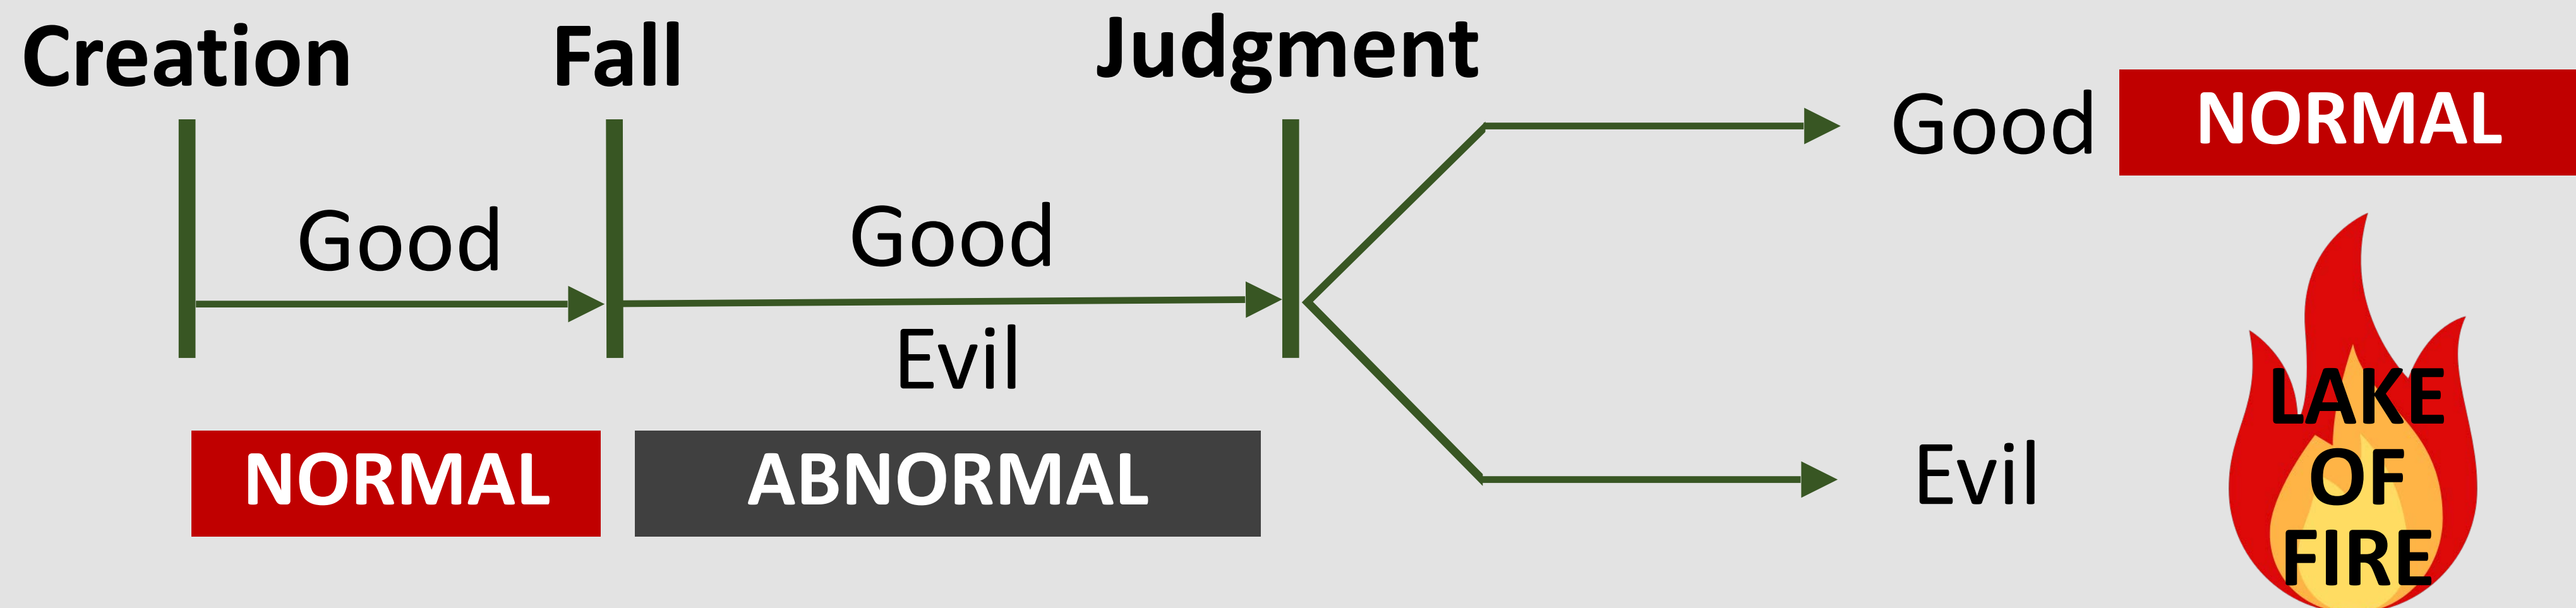 Creation Fall Judgment
Good NORMAL
Good Good
Evil
NORMAL ABNORMAL
Evil
LAKE
OF
FIRE